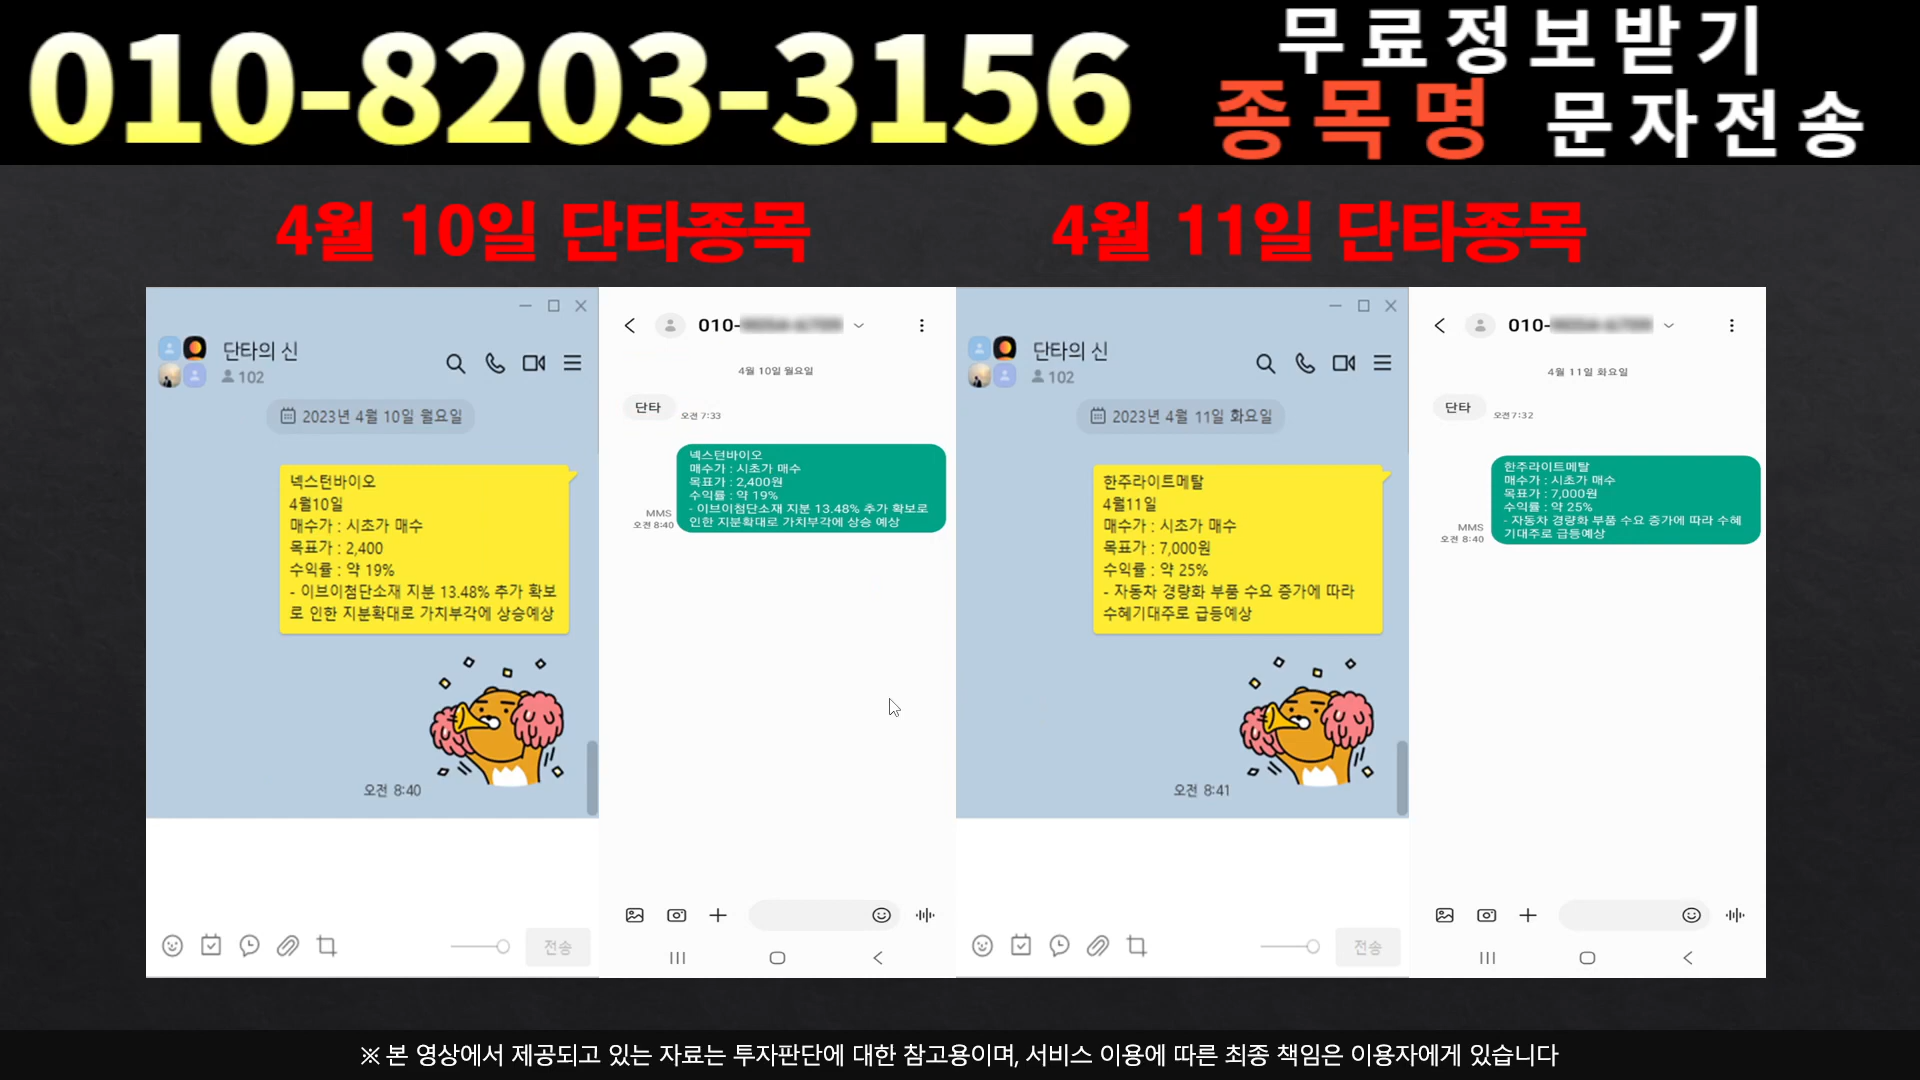 010-8203-3156
무료정보받기
종목명 문자전송
4월 10일 단타종목
4월 11일 단타종목
단타의 신
102
2023년 4월 10일 월요일
넥스턴바이오
4월10일
매수가 : 시초가 매수
목표가 : 2,400
수익률 : 약 19%
- 이브이첨단소재 지분 13.48% 추가 확보
로 인한 지분확대로 가치부각에 상승예상
오전 8:40
전송
010-
4월 10일 월요일
단타
오전 7:33
넥스턴바이오
매수가 : 시초가 매수
목표가 : 2,400원
수익률 : 약 19%
- 이브이첨단소재 지분 13.48% 추가 확보로
인한 지분확대로 가치부각에 상승 예상
MMS
오전 8:40
단타의 신
102
2023년 4월 11일 화요일
한주라이트메탈
4월11일
매수가 : 시초가 매수
목표가 : 7,000원
수익률 : 약 25%
- 자동차 경량화 부품 수요 증가에 따라
수혜기대주로 급등예상
오전 8:41
전송
010-
4월 11일 화요일
단타
오전 7:32
한주라이트메탈
매수가 : 시초가 매수
목표가 : 7,000원
수익률 : 약 25%
- 자동차 경량화 부품 수요 증가에 따라 수혜
기대주로 급등예상
MMS
오전 8:40
※ 본 영상에서 제공되고 있는 자료는 투자판단에 대한 참고용이며, 서비스 이용에 따른 최종 책임은 이용자에게 있습니다